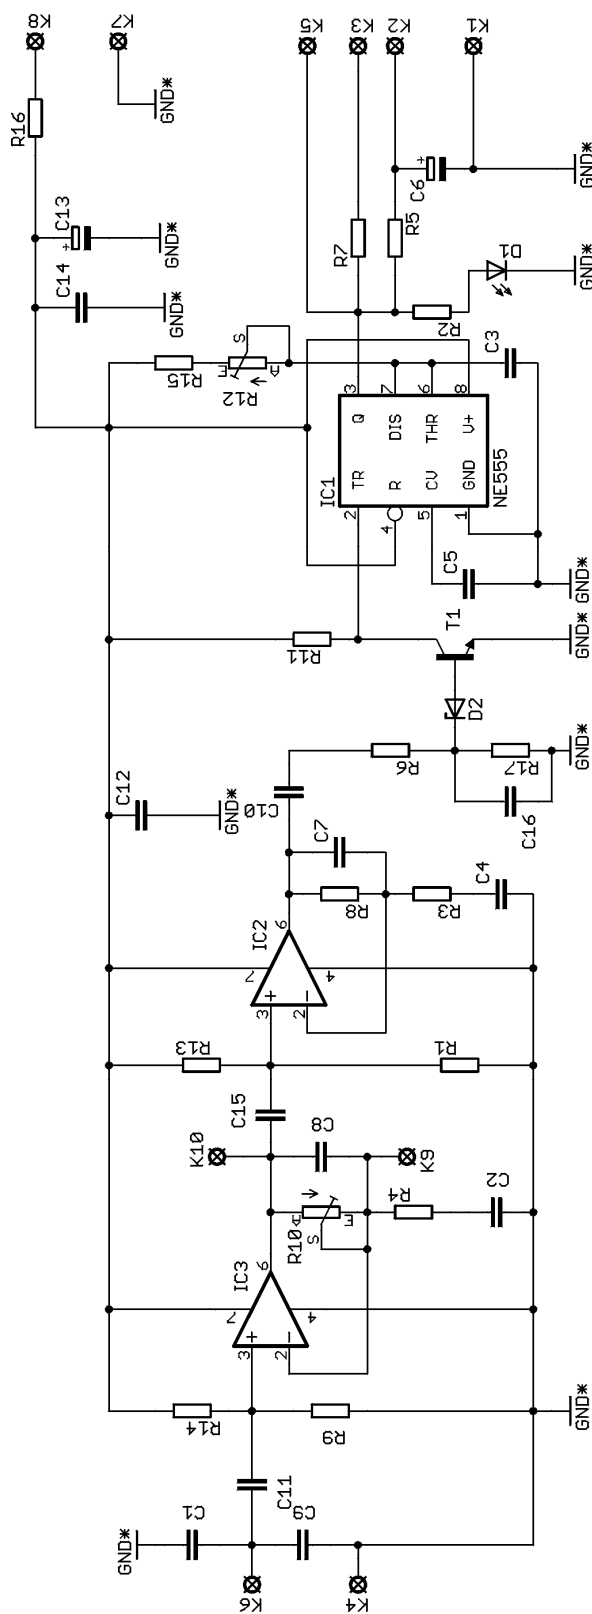 K8
K7
K5
K3
K2
K1
GND*
R16
C13
+
GND*
C14
GND*
C6
+
GND*
R7
R5
D1
GND*
R2
R15
E
S
A
R12
C3
3
7
6
8
Q
DIS
THR
V+
IC1
NE555
TR
R
CV
GND
2
4
5
1
C5
GND*
R11
T1
GND*
D2
R6
R17
GND*
C16
C12
GND*
C10
C7
R8
R3
C4
IC2
6
7
4
+
-
3
2
R13
R1
C15
K10
C8
K9
R10
A
E
S
R4
C2
IC3
6
7
4
+
-
3
2
R14
R9
GND*
C11
C1
GND*
C9
K6
K4